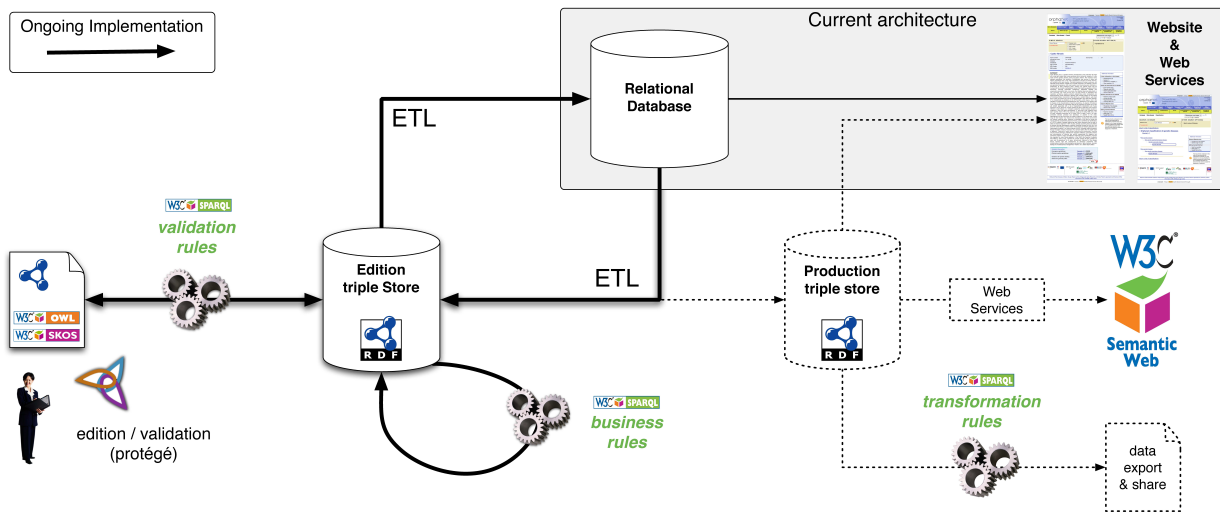 Ongoing Implementation
Current architecture
Website
&
Web
Services
Relational
Database
ETL
W3C SPARQL
validation
rules
Edition
triple Store
RDF
ETL
W3C OWL
W3C SKOS
edition / validation
(protégé)
W3C SPARQL
business
rules
Production
triple store
RDF
Web
Services
W3C®
Semantic
Web
W3C SPARQL
transformation
rules
data
export
& share